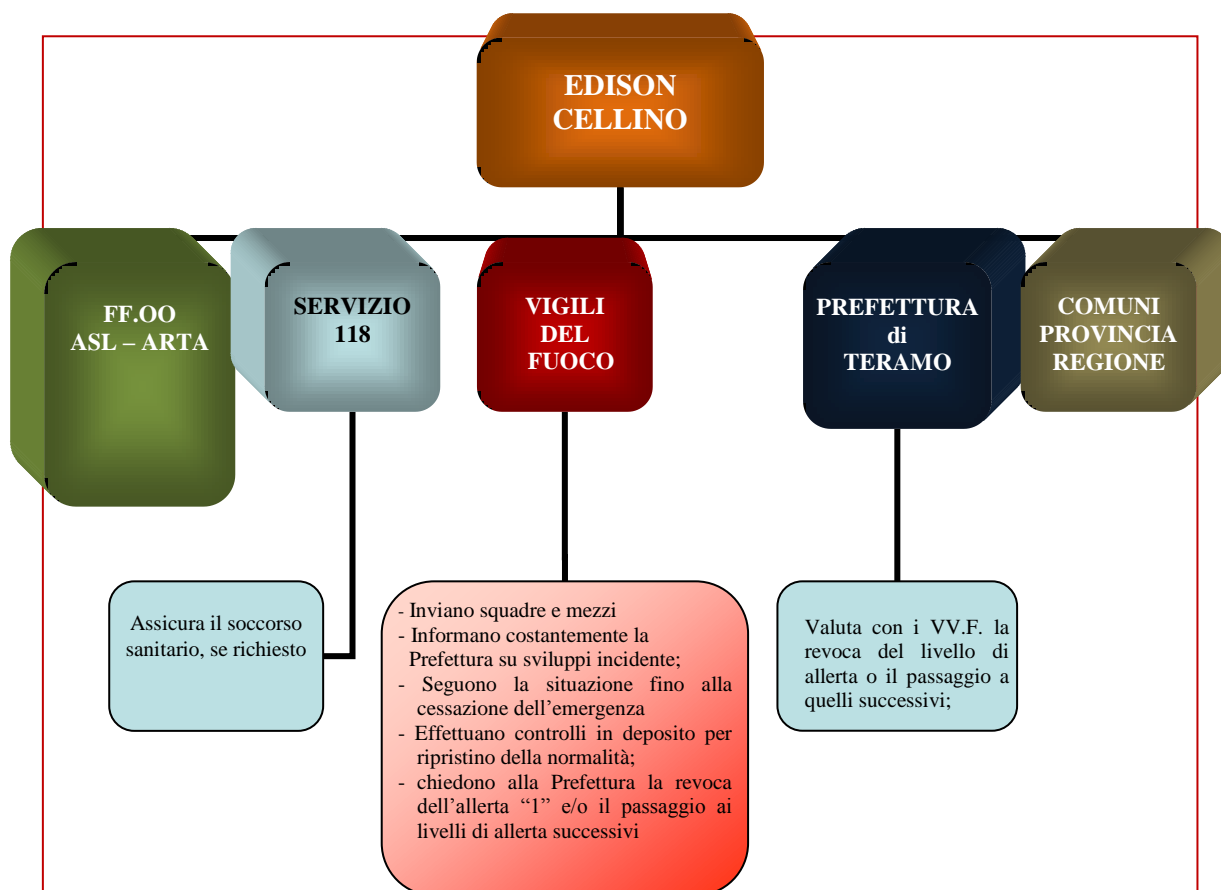 EDISON
CELLINO
FF.OO
ASL – ARTA
SERVIZIO
118
VIGILI
DEL
FUOCO
PREFETTURA
di
TERAMO
COMUNI
PROVINCIA
REGIONE
Assicura il soccorso
sanitario, se richiesto
- Inviano squadre e mezzi
- Informano costantemente la
Prefettura su sviluppi incidente;
- Seguono la situazione fino alla
cessazione dell’emergenza
- Effettuano controlli in deposito per
ripristino della normalità;
- chiedono alla Prefettura la revoca
dell’allerta “1” e/o il passaggio ai
livelli di allerta successivi
Valuta con i VV.F. la
revoca del livello di
allerta o il passaggio a
quelli successivi;